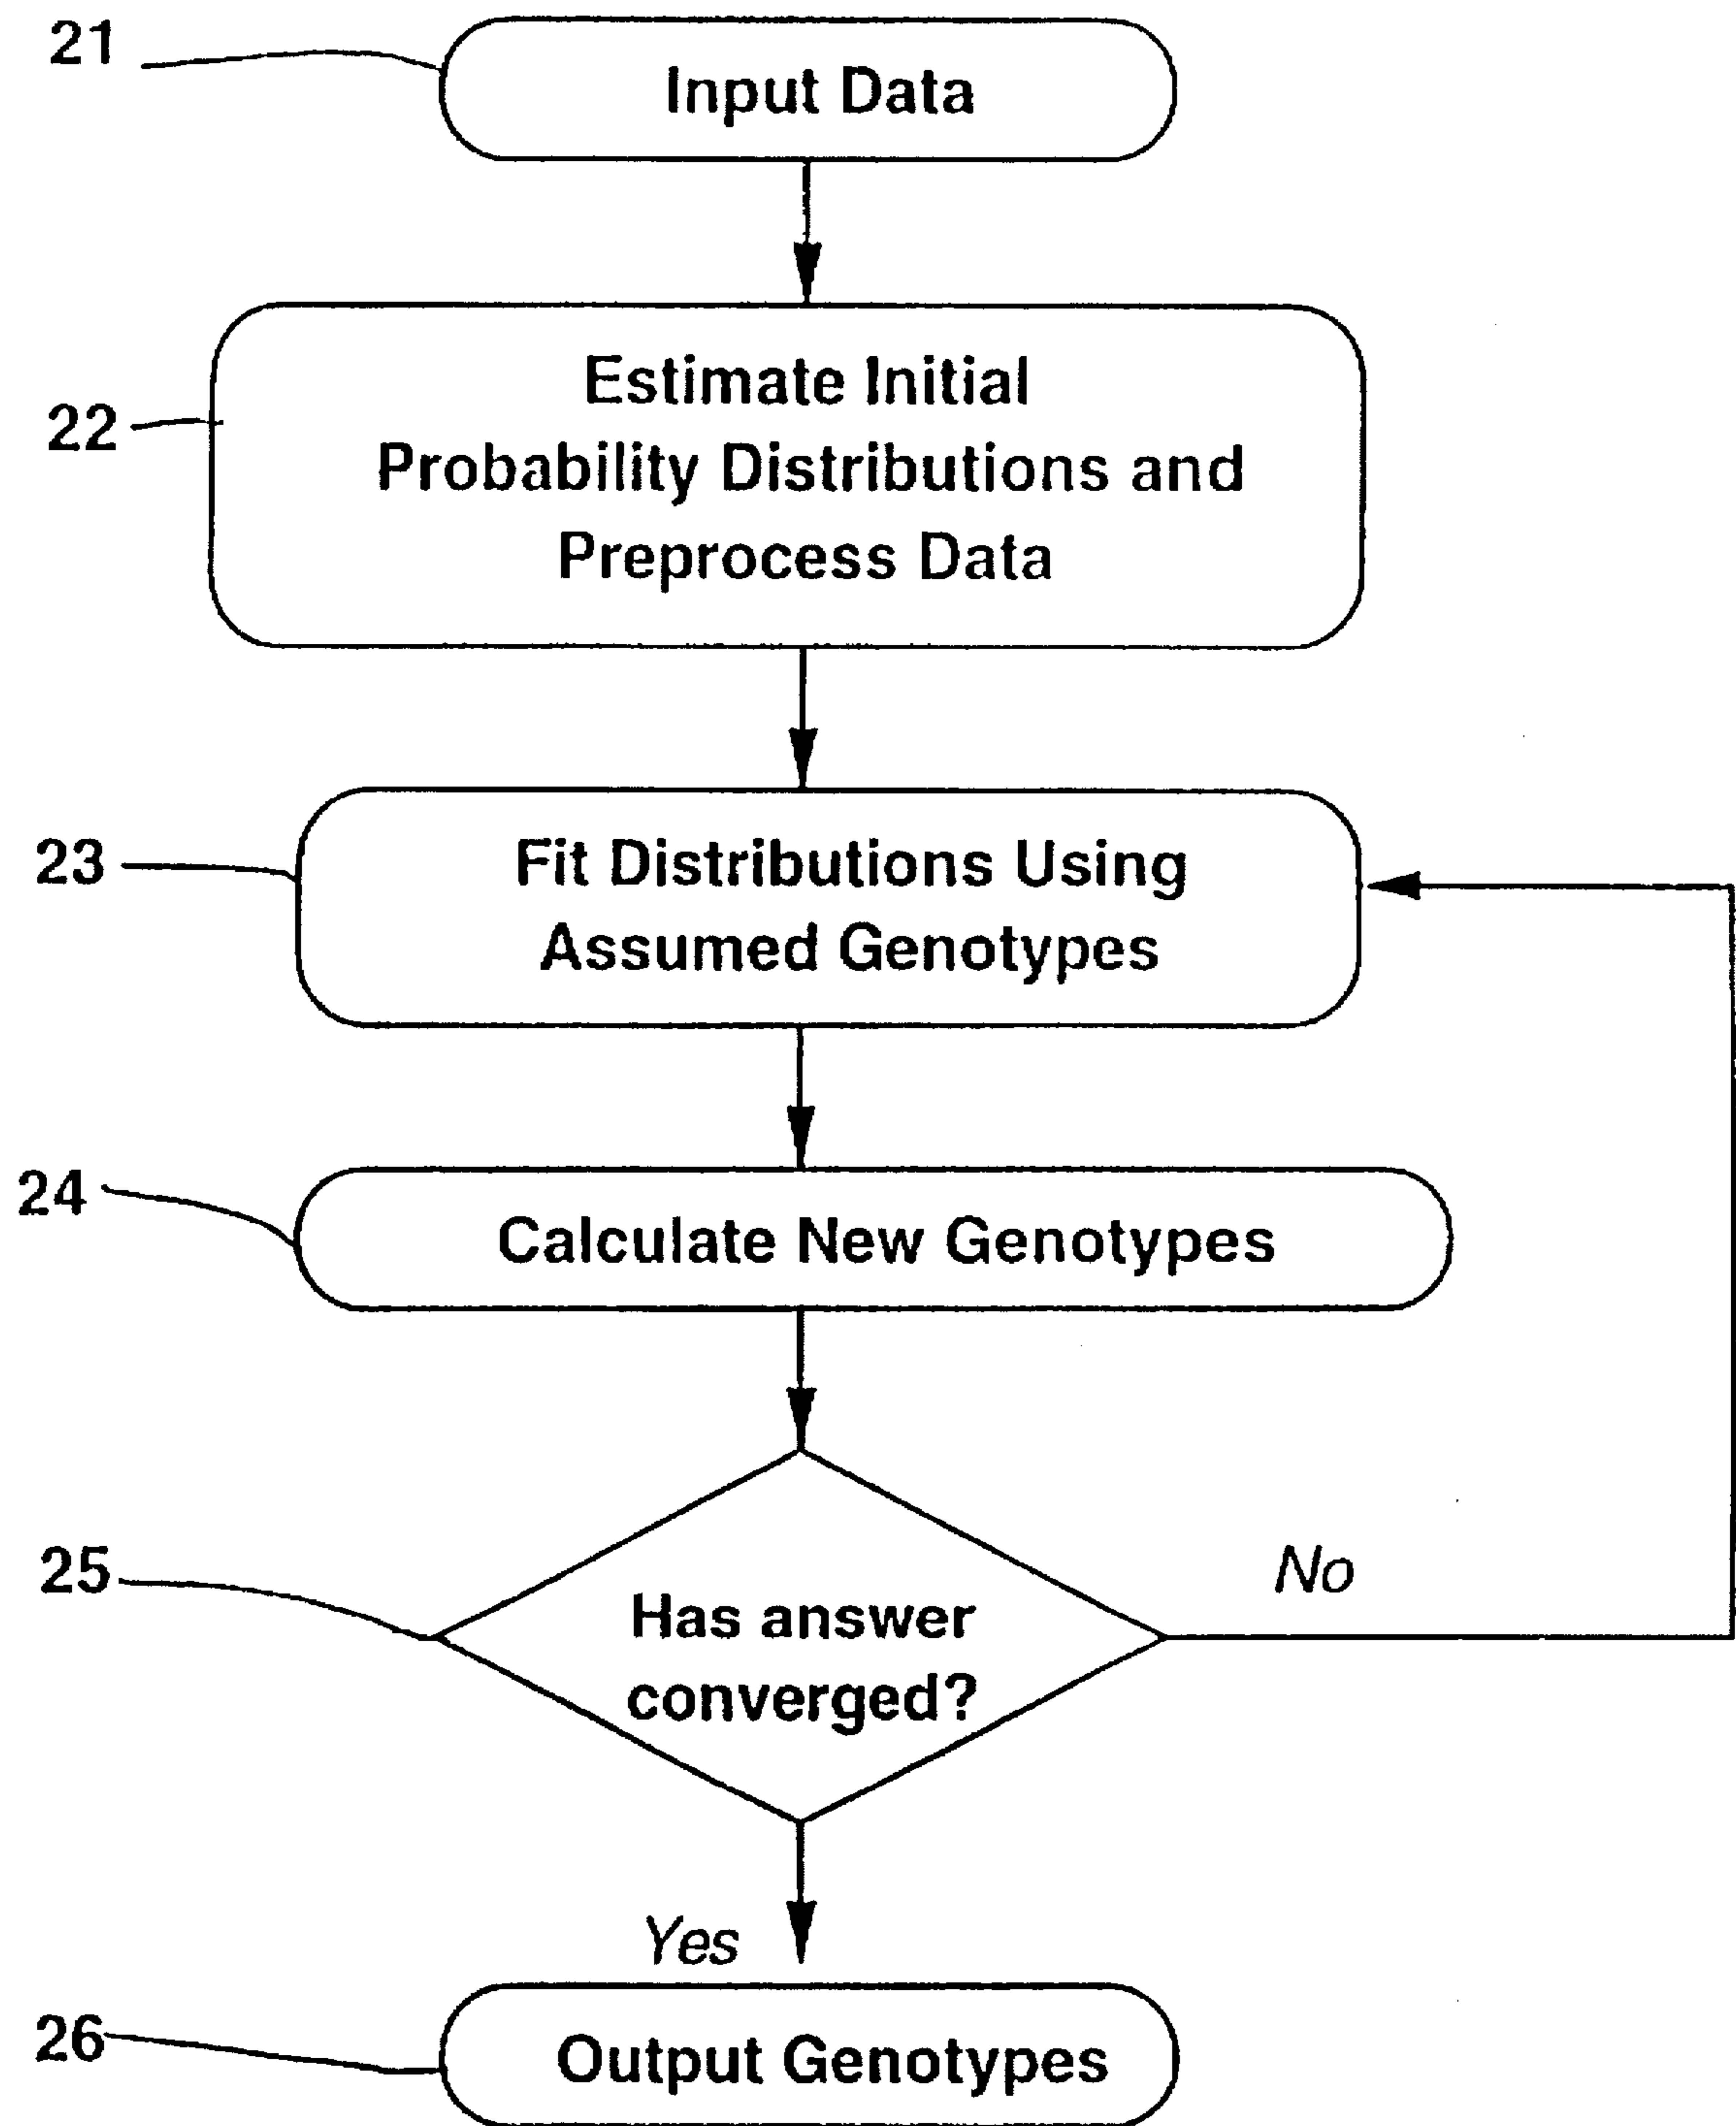 21
Input Data
22
Estimate Initial
Probability Distributions and
Preprocess Data
23
Fit Distributions Using
Assumed Genotypes
24
Calculate New Genotypes
25
Has answer
converged?
No
Yes
26
Output Genotypes